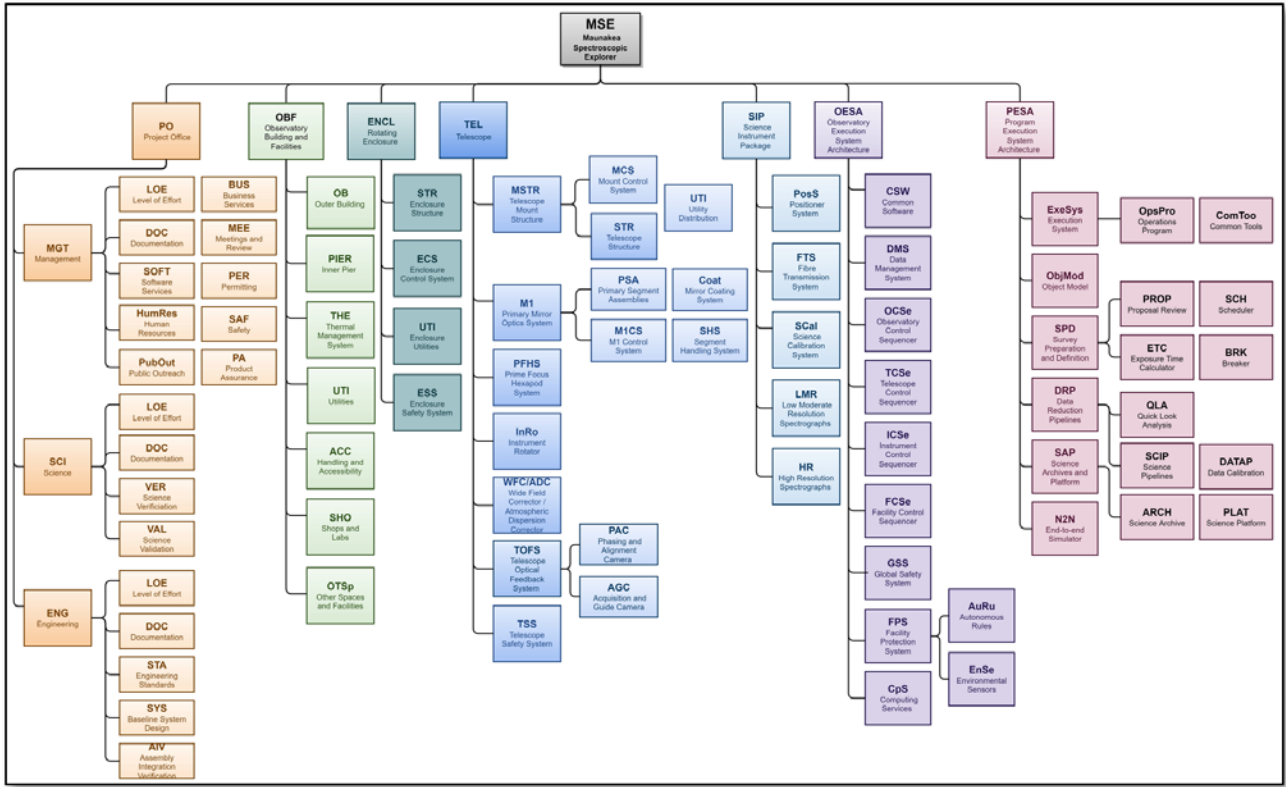 MSE
Maunakea
Spectroscopic
Explorer
PO
Project Office
OBF
Observatory
Building and
Facilities
ENCL
Rotating
Enclosure
TEL
Telescope
SIP
Science
Instrument
Package
OESA
Observatory
Execution
System
Architecture
PESA
Program
Execution
System
Architecture
MGT
Management
LOE
Level of Effort
BUS
Business
Services
DOC
Documentation
MEE
Meetings and
Review
SOFT
Software
Services
PER
Permitting
HumRes
Human
Resources
SAF
Safety
PubOut
Public Outreach
PA
Product
Assurance
SCI
Science
LOE
Level of Effort
DOC
Documentation
VER
Science
Verificiation
VAL
Science
Validation
ENG
Engineering
LOE
Level of Effort
DOC
Documentation
STA
Engineering
Standards
SYS
Baseline System
Design
AIV
Assembly
Integration
Verification
OB
Outer Building
PIER
Inner Pier
THE
Thermal
Management
System
UTI
Utilities
ACC
Handling and
Accessibility
SHO
Shops and
Labs
OTSp
Other Spaces
and Facilities
STR
Enclosure
Structure
ECS
Enclosure
Control System
UTI
Enclosure
Utilities
ESS
Enclosure
Safety System
MSTR
Telescope
Mount
Structure
MCS
Mount Control
System
UTI
Utility
Distribution
STR
Telescope
Structure
M1
Primary Mirror
Optics System
PSA
Primary Segment
Assemblies
Coat
Mirror Coating
System
M1CS
M1 Control
System
SHS
Segment
Handling System
PFHS
Prime Focus
Hexapod
System
InRo
Instrument
Rotator
WFC/ADC
Wide Field
Corrector /
Atmospheric
Dispersion
Corrector
TOFS
Telescope
Optical
Feedback
System
PAC
Phasing and
Alignment
Camera
AGC
Acquisition and
Guide Camera
TSS
Telescope
Safety System
PosS
Positioner
System
FTS
Fibre
Transmission
System
SCal
Science
Calibration
System
LMR
Low Moderate
Resolution
Spectrographs
HR
High Resolution
Spectrographs
CSW
Common
Software
DMS
Data
Management
System
OCSe
Observatory
Control
Sequencer
TCSe
Telescope
Control
Sequencer
ICSe
Instrument
Control
Sequencer
FCSe
Facility Control
Sequencer
GSS
Global Safety
System
FPS
Facility
Protection
System
AuRu
Autonomous
Rules
EnSe
Environmental
Sensors
CpS
Computing
Services
ExeSys
Execution
System
OpsPro
Operations
Program
ComToo
Common Tools
ObjMod
Object Model
SPD
Survey
Preparation
and Definition
PROP
Proposal Review
SCH
Scheduler
ETC
Exposure Time
Calculator
BRK
Breaker
DRP
Data
Reduction
Pipelines
QLA
Quick Look
Analysis
SCIP
Science
Pipelines
DATAP
Data Calibration
SAP
Science
Archives and
Platform
ARCH
Science Archive
PLAT
Science Platform
N2N
End-to-end
Simulator